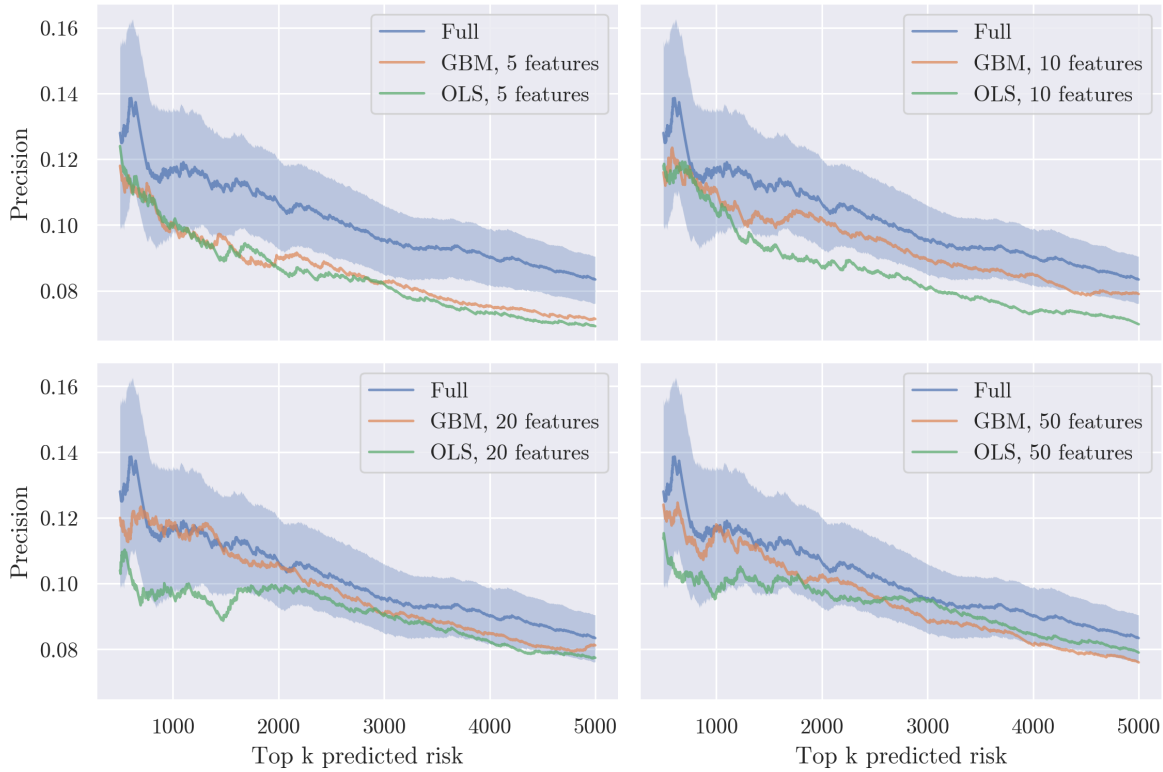 0.16
0.14
0.12
0.10
0.08
Precision
Full
GBM, 5 features
OLS, 5 features
Full
GBM, 10 features
OLS, 10 features
0.16
0.14
0.12
0.10
0.08
Precision
Full
GBM, 20 features
OLS, 20 features
1000 2000 3000 4000 5000
Top k predicted risk
Full
GBM, 50 features
OLS, 50 features
1000 2000 3000 4000 5000
Top k predicted risk